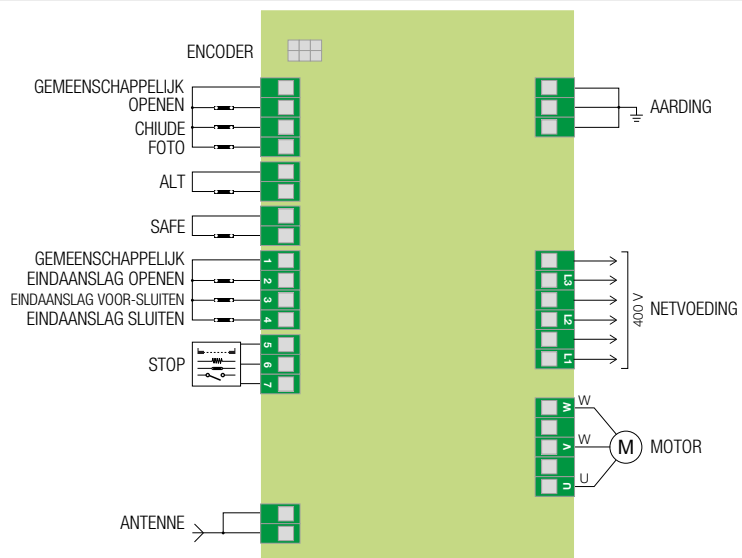 ENCODER
GEMEENSCHAPPELIJK
OPENEN
CHIUDE
FOTO
ALT
SAFE
GEMEENSCHAPPELIJK
EINDAANSLAG OPENEN
EINDAANSLAG VOOR-SLUITEN
EINDAANSLAG SLUITEN
1
2
3
4
STOP
5
6
7
ANTENNE
AARDING
L3
L2
L1
400 V
NETVOEDING
W
V
U
W
W
U
M
MOTOR